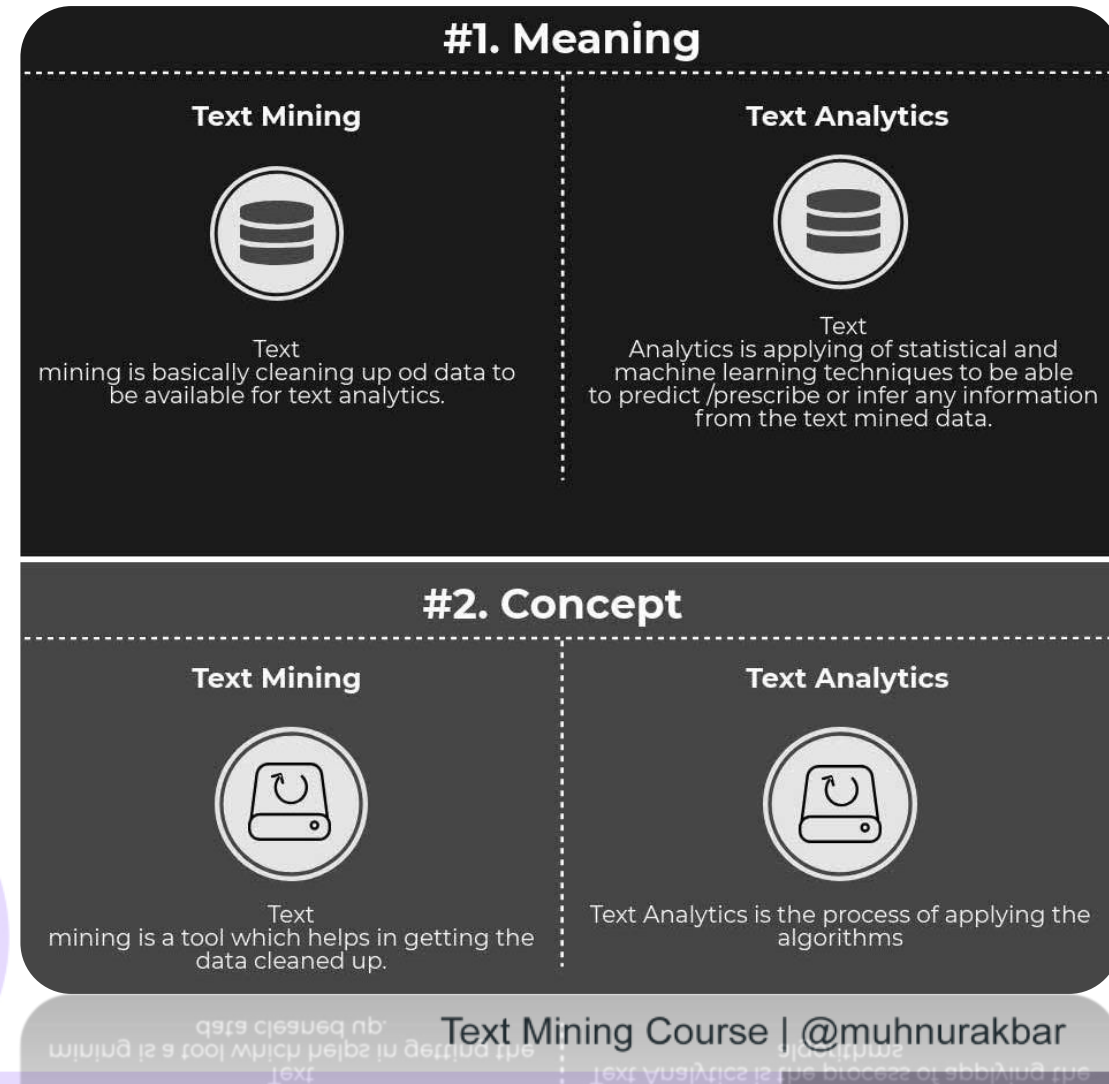 #1. Meaning
Text Mining
Text
mining is basically cleaning up od data to
be available for text analytics.
Text Analytics
Text
Analytics is applying of statistical and
machine learning techniques to be able
to predict /prescribe or infer any information
from the text mined data.
#2. Concept
Text Mining
Text
mining is a tool which helps in getting the
data cleaned up.
Text Analytics
Text Analytics is the process of applying the
algorithms
Text Mining Course | @muhnurakbar